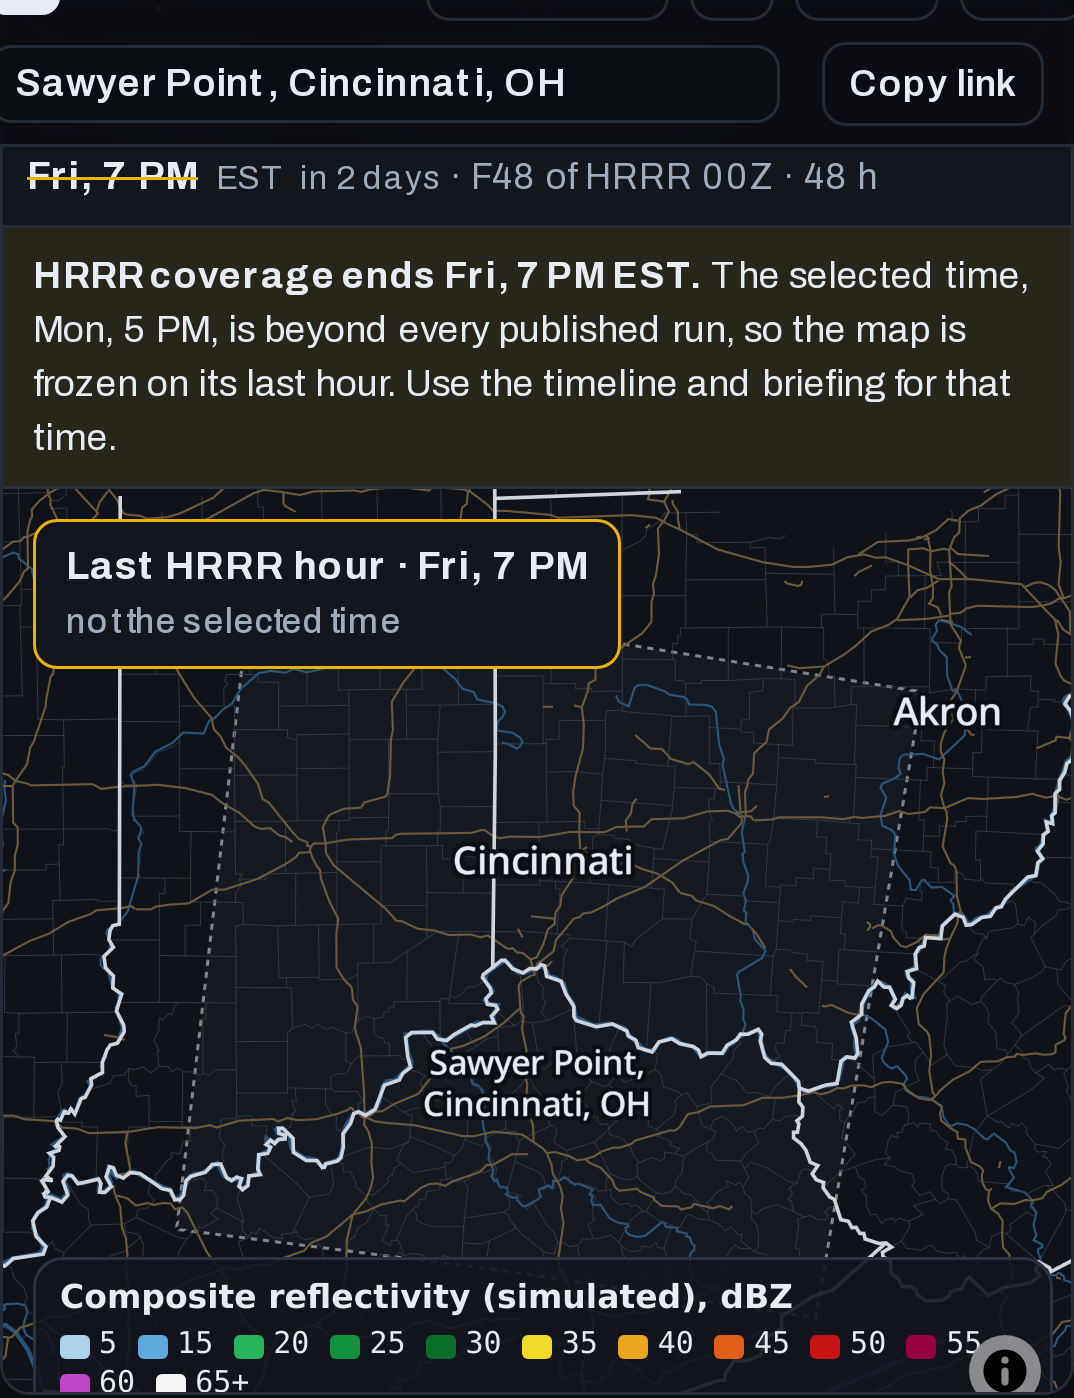 Sawyer Point, Cincinnati, OH
Copy link
Fri, 7 PM EST in 2 days · F48 of HRRR 00Z · 48 h
HRRR coverage ends Fri, 7 PM EST. The selected time,
Mon, 5 PM, is beyond every published run, so the map is
frozen on its last hour. Use the timeline and briefing for that
time.
Last HRRR hour · Fri, 7 PM
not the selected time
Akron
Cincinnati
Sawyer Point,
Cincinnati, OH
Composite reflectivity (simulated), dBZ
5 15 20 25 30 35 40 45 50 55
60 65+